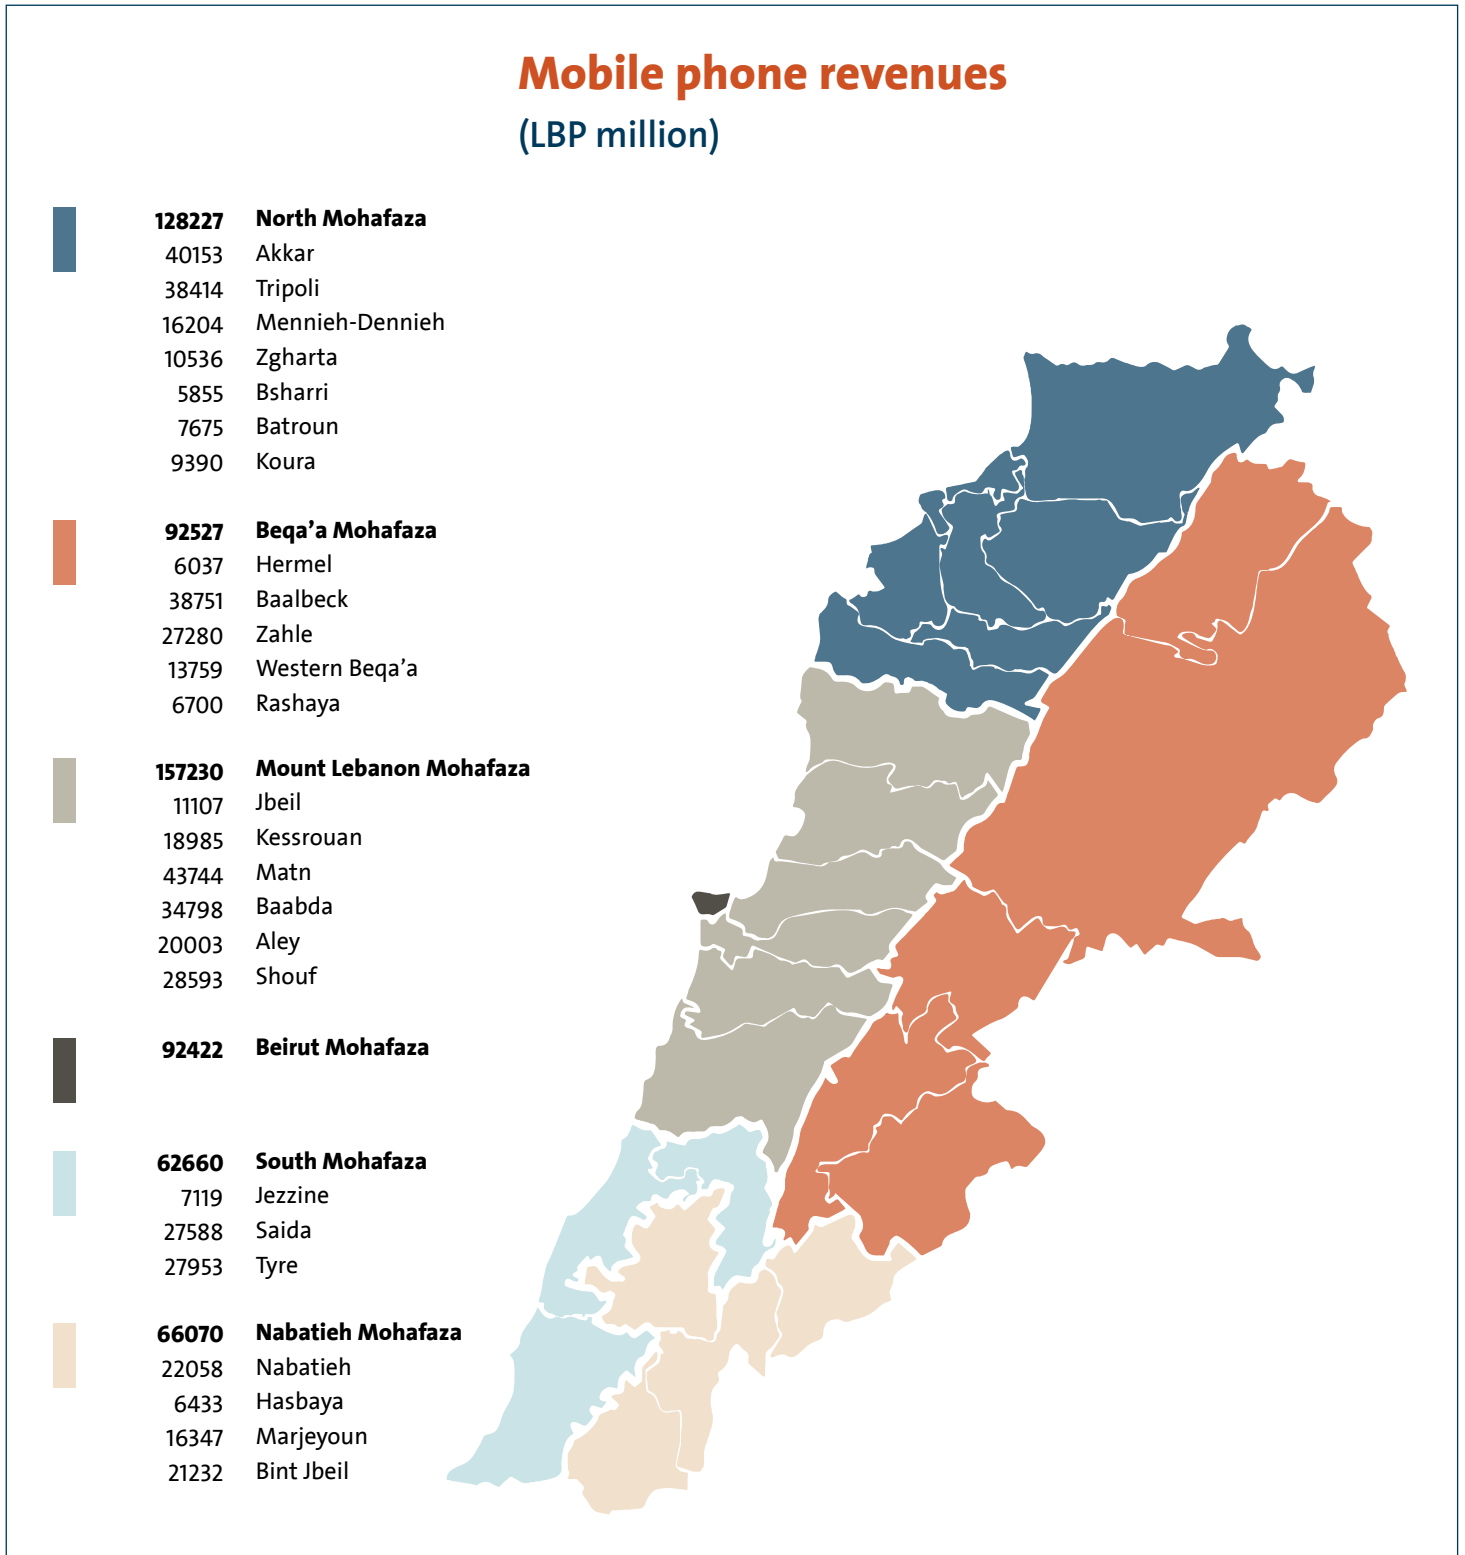 Mobile phone revenues
(LBP million)
128227 North Mohafaza
40153 Akkar
38414 Tripoli
16204 Mennieh-Dennieh
10536 Zgharta
5855 Bsharri
7675 Batroun
9390 Koura
92527 Beqa’a Mohafaza
6037 Hermel
38751 Baalbeck
27280 Zahle
13759 Western Beqa’a
6700 Rashaya
157230 Mount Lebanon Mohafaza
11107 Jbeil
18985 Kessrouan
43744 Matn
34798 Baabda
20003 Aley
28593 Shouf
92422 Beirut Mohafaza
62660 South Mohafaza
7119 Jezzine
27588 Saida
27953 Tyre
66070 Nabatieh Mohafaza
22058 Nabatieh
6433 Hasbaya
16347 Marjeyoun
21232 Bint Jbeil